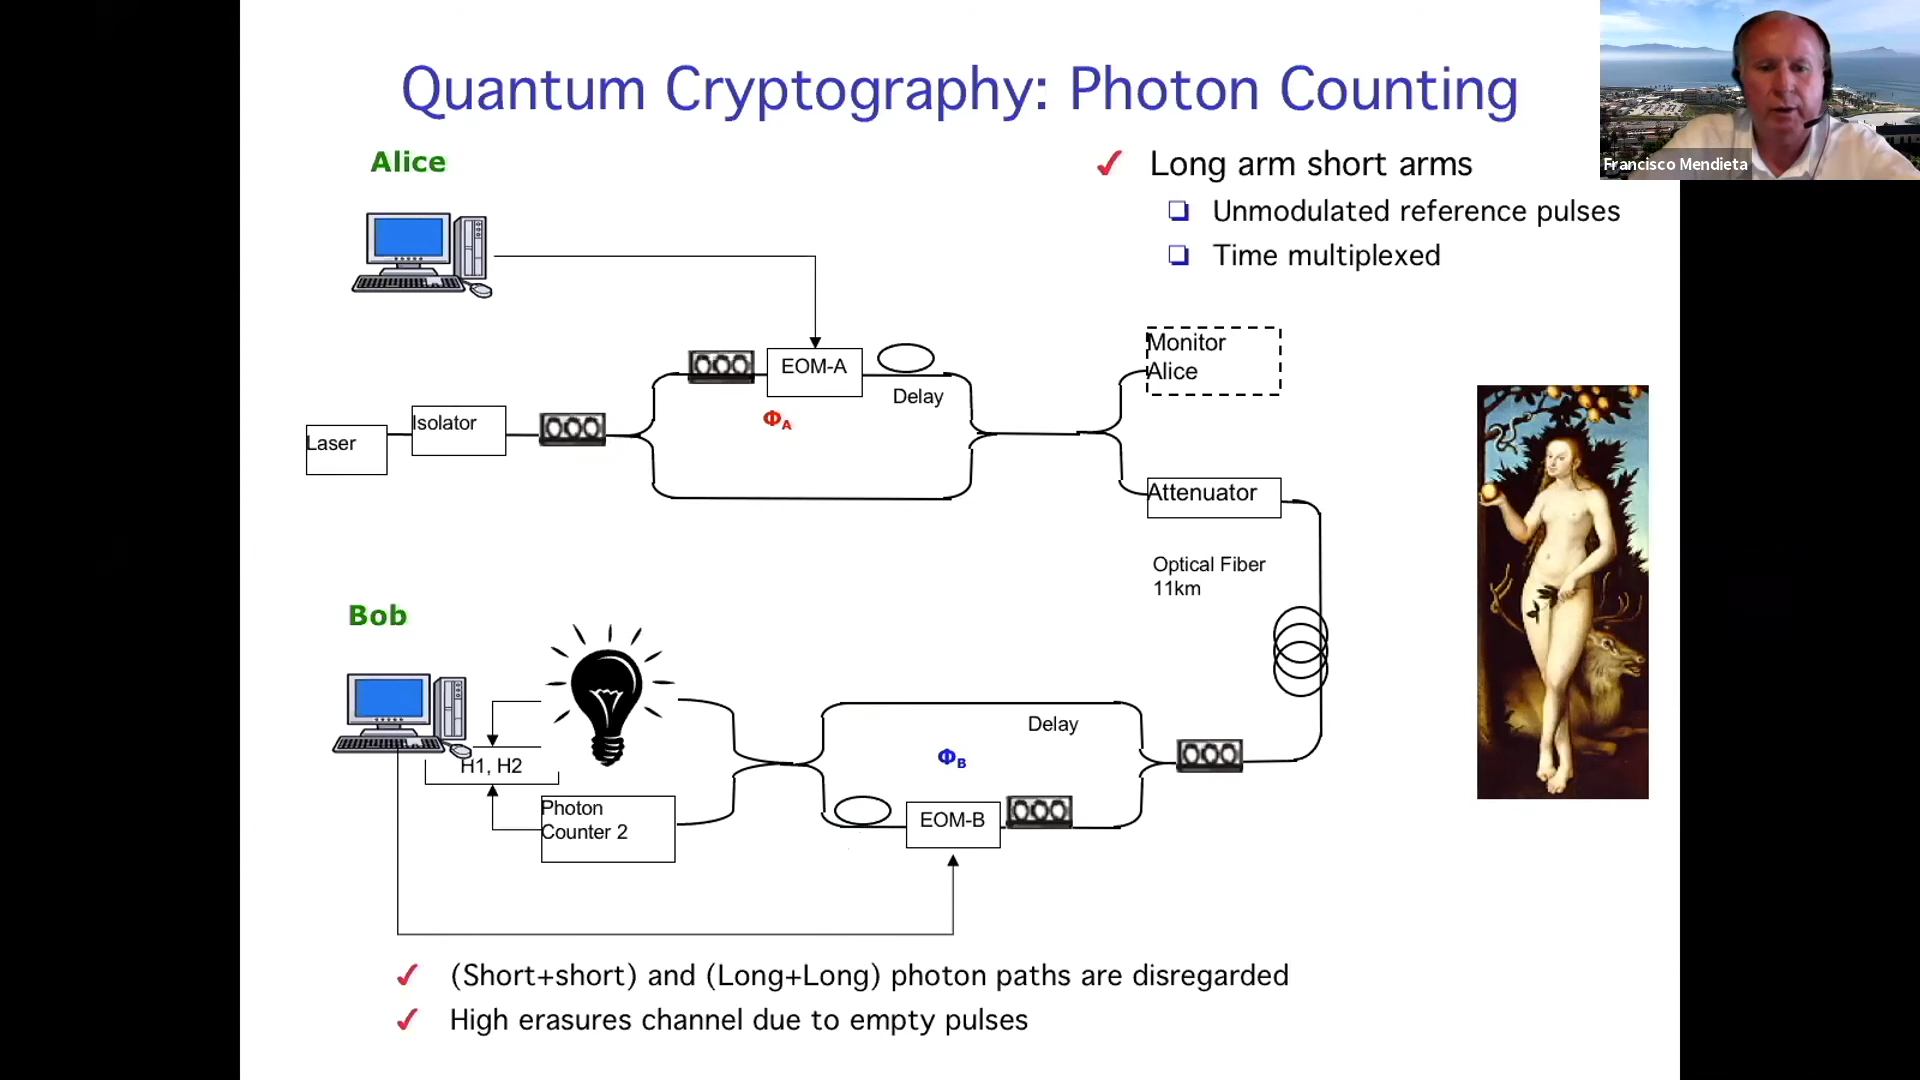 Quantum Cryptography: Photon Counting
Francisco Mendieta
Alice
Long arm short arms
Unmodulated reference pulses
Time multiplexed
Monitor
Alice
EOM-A
Delay
ΦA
Isolator
Laser
Attenuator
Optical Fiber
11km
Bob
Delay
ΦB
H1, H2
Photon
Counter 2
EOM-B
(Short+short) and (Long+Long) photon paths are disregarded
High erasures channel due to empty pulses